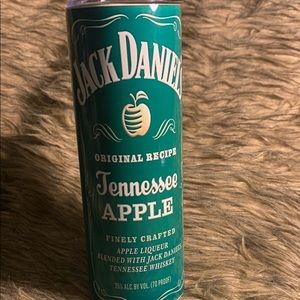 JACK DANIEL'S
ORIGINAL RECIPE
Tennessee
APPLE
FINELY CRAFTED
APPLE LIQUEUR
BLENDED WITH JACK DANIEL'S
TENNESSEE WHISKEY
35% ALC. BY VOL. (70 PROOF)